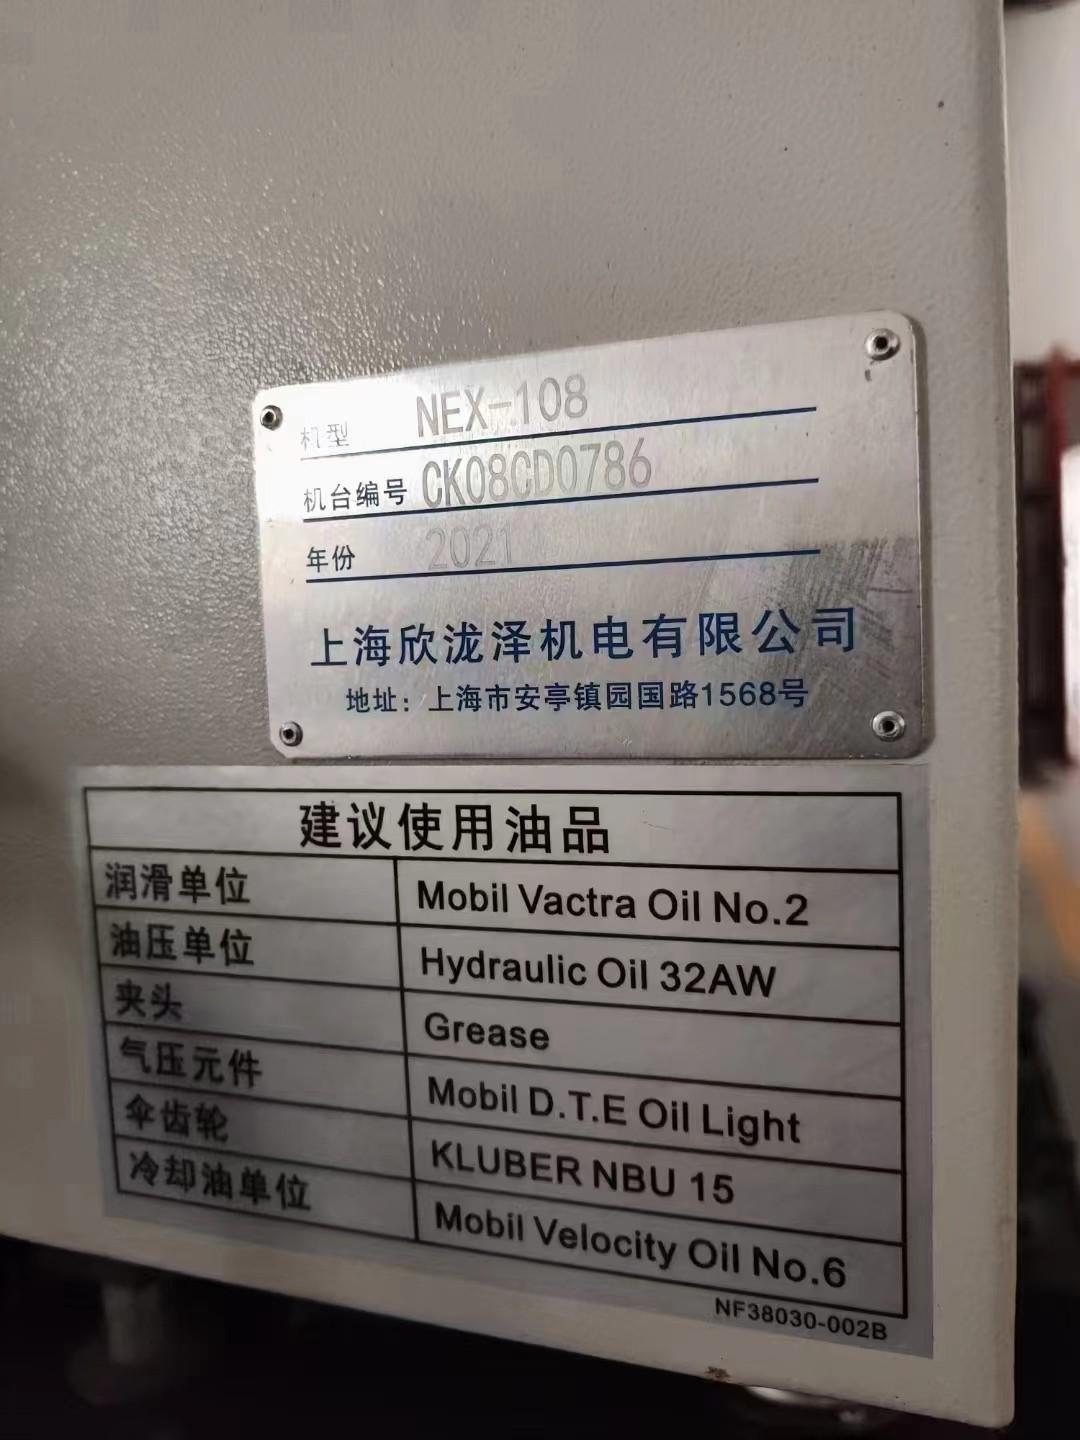 机型 NEX-108
机台编号 CK08CD0786
年份 2021
上海欣泷泽机电有限公司
地址：上海市安亭镇园国路1568号
建议使用油品
润滑单位 Mobil Vactra Oil No.2
油压单位 Hydraulic Oil 32AW
夹头 Grease
气压元件 Mobil D.T.E Oil Light
伞齿轮 KLUBER NBU 15
冷却油单位 Mobil Velocity Oil No.6
NF38030-002B